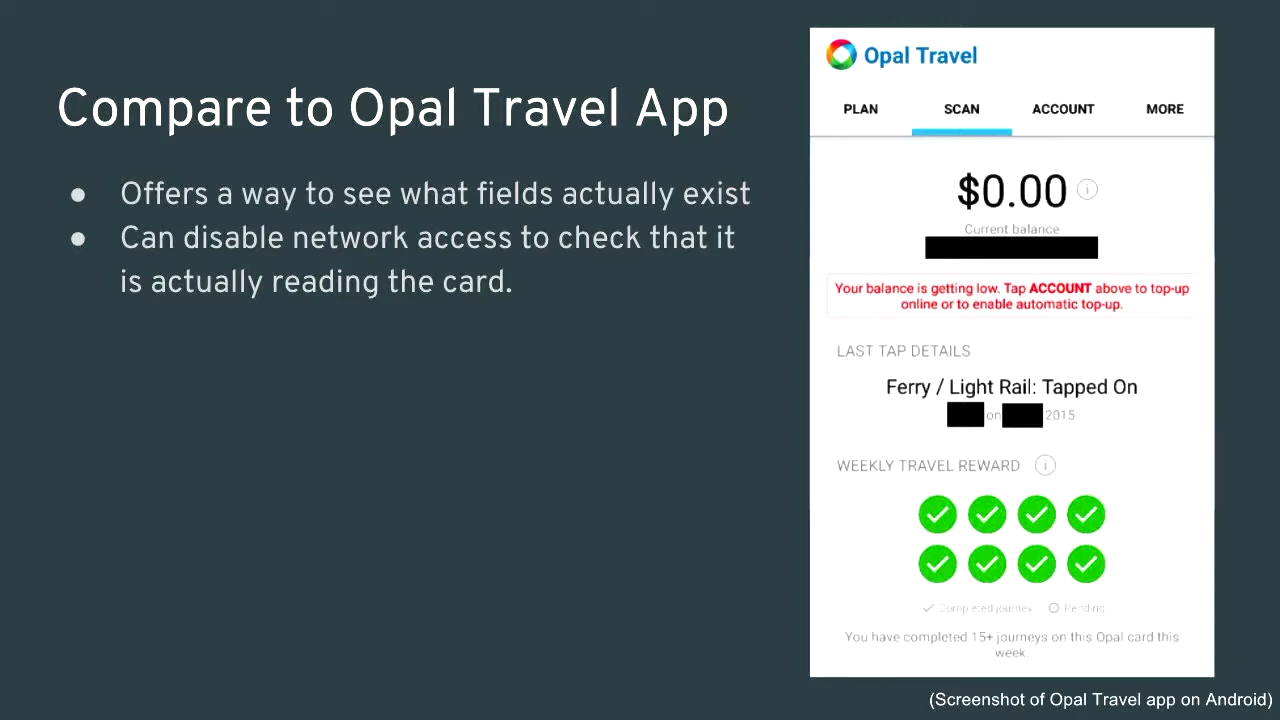 Compare to Opal Travel App
● Offers a way to see what fields actually exist
● Can disable network access to check that it
is actually reading the card.
Opal Travel
PLAN SCAN ACCOUNT MORE
$0.00 i
Current balance
Your balance is getting low. Tap ACCOUNT above to top-up
online or to enable automatic top-up.
LAST TAP DETAILS
Ferry / Light Rail: Tapped On
on 2015
WEEKLY TRAVEL REWARD i
Completed journey Pending
You have completed 15+ journeys on this Opal card this
week.
(Screenshot of Opal Travel app on Android)